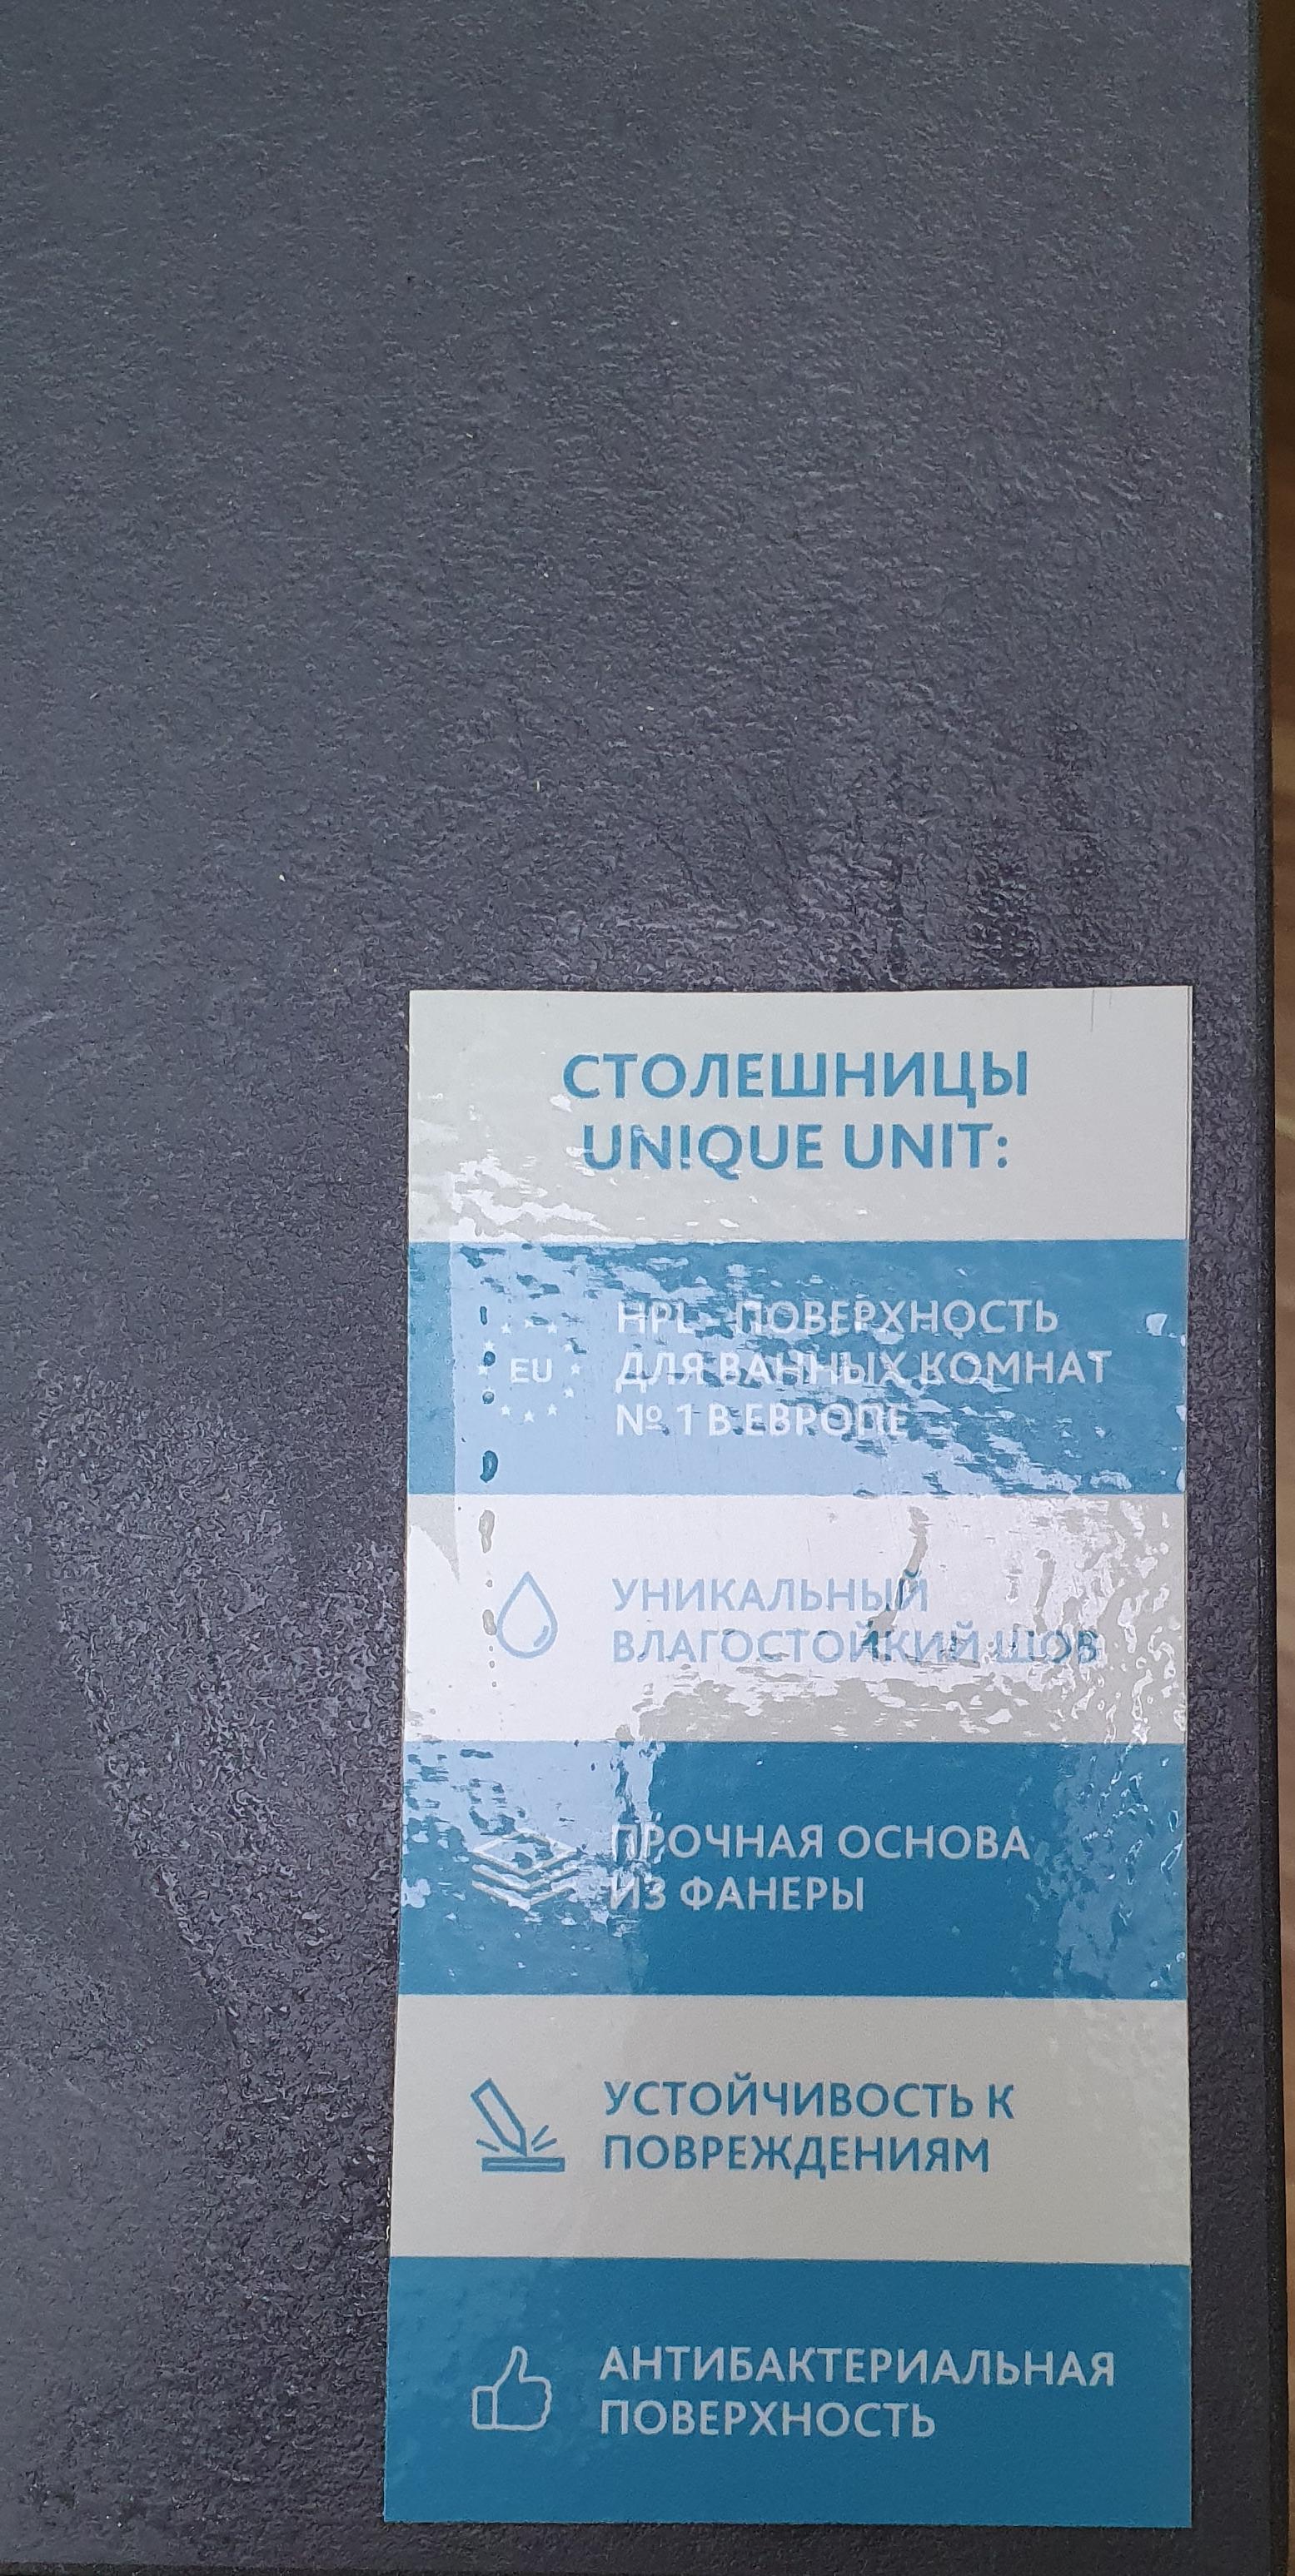 СТОЛЕШНИЦЫ
UNIQUE UNIT:
EU
HPL - ПОВЕРХНОСТЬ
ДЛЯ ВАННЫХ КОМНАТ
№ 1 В ЕВРОПЕ
УНИКАЛЬНЫЙ
ВЛАГОСТОЙКИЙ ШОВ
ПРОЧНАЯ ОСНОВА
ИЗ ФАНЕРЫ
УСТОЙЧИВОСТЬ К
ПОВРЕЖДЕНИЯМ
АНТИБАКТЕРИАЛЬНАЯ
ПОВЕРХНОСТЬ